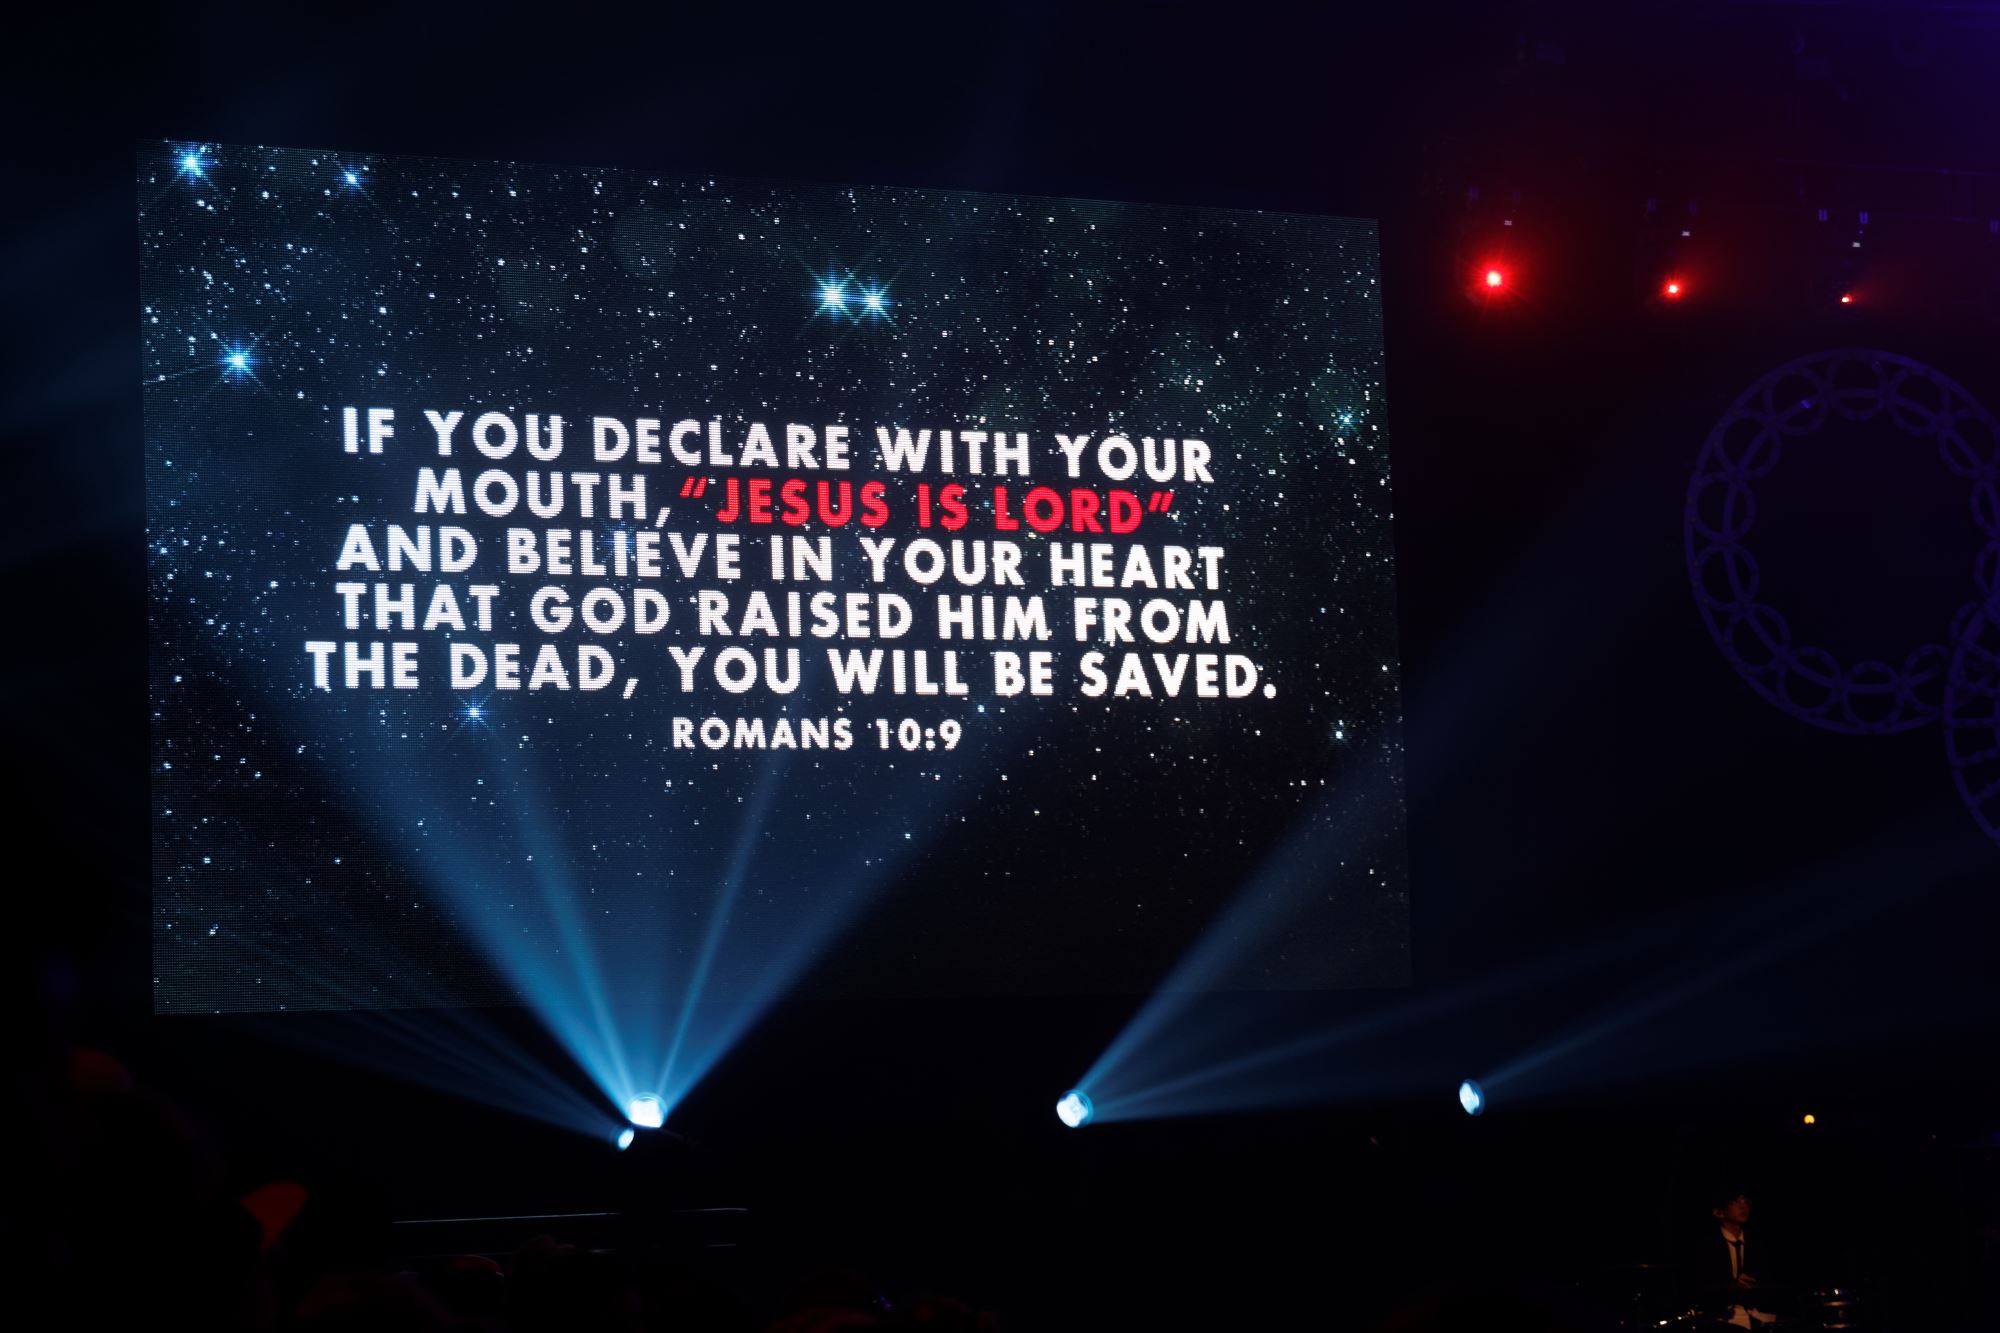 IF YOU DECLARE WITH YOUR
MOUTH, “JESUS IS LORD”
AND BELIEVE IN YOUR HEART
THAT GOD RAISED HIM FROM
THE DEAD, YOU WILL BE SAVED.
ROMANS 10:9